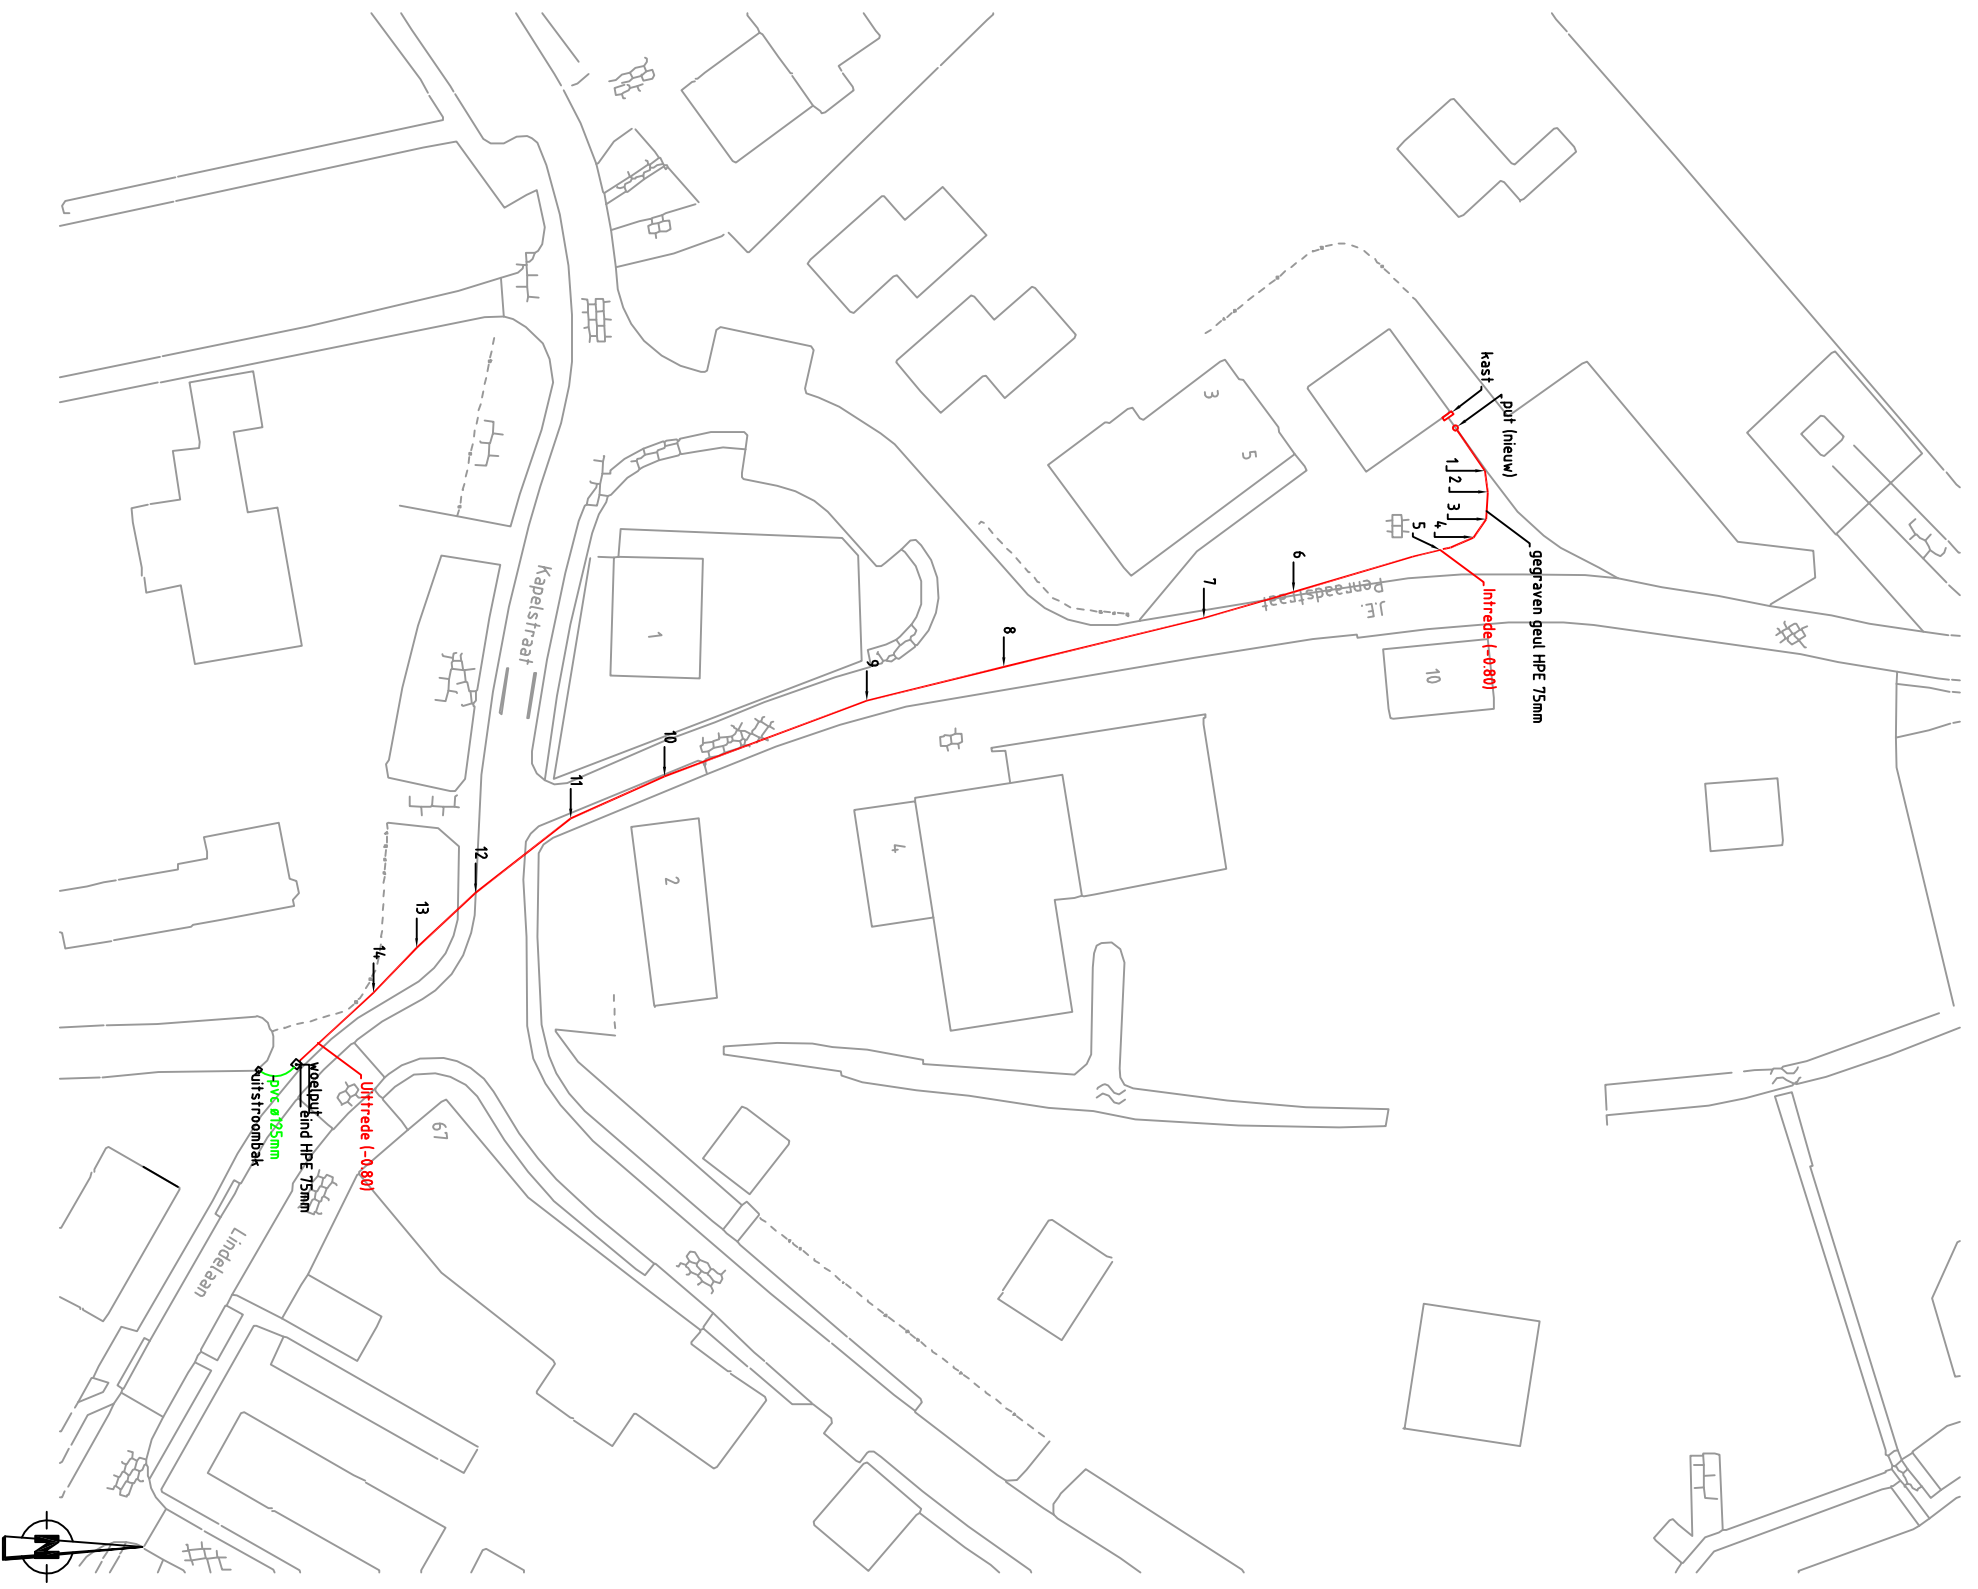 kast
put (nieuw)
1
2
3
4
5
gegraven geul HPE 75mm
Intrede (-0.80)
6
7
8
9
10
11
12
13
14
J.E.
Penraadstraat
Kapelstraat
Lindelaan
3
5
1
10
4
2
67
woelput
eind HPE 75mm
Uittrede (-0.80)
pvc ø125mm
uitstroombak
N